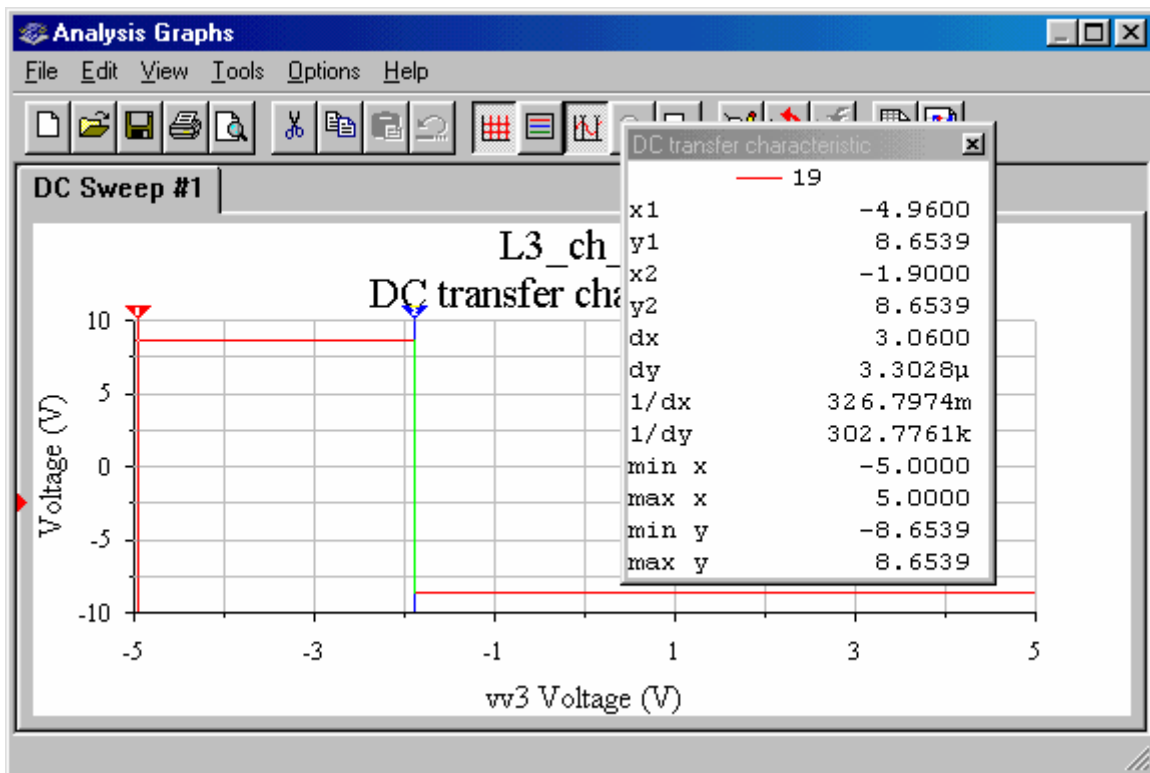 Analysis Graphs
File Edit View Tools Options Help
DC Sweep #1
L3_ch_
DC transfer cha
DC transfer characteristic
19
x1 -4.9600
y1 8.6539
x2 -1.9000
y2 8.6539
dx 3.0600
dy 3.3028µ
1/dx 326.7974m
1/dy 302.7761k
min x -5.0000
max x 5.0000
min y -8.6539
max y 8.6539
Voltage (V)
10
5
0
-5
-10
-5 -3 -1 1 3 5
vv3 Voltage (V)